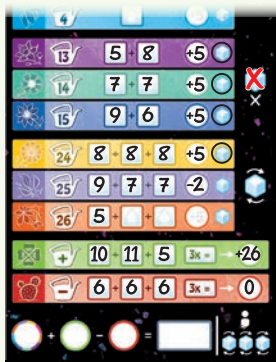 4
13 5 + 8 +5
14 7 + 7 +5 X
15 9 + 6 +5 X
24 8 + 8 + 8 +5
25 9 + 7 + 7 -2
26 5 + + +5
+ 10 + 11 + 5 3x = → +26
- 6 + 6 + 6 3x = → 0
+ - =